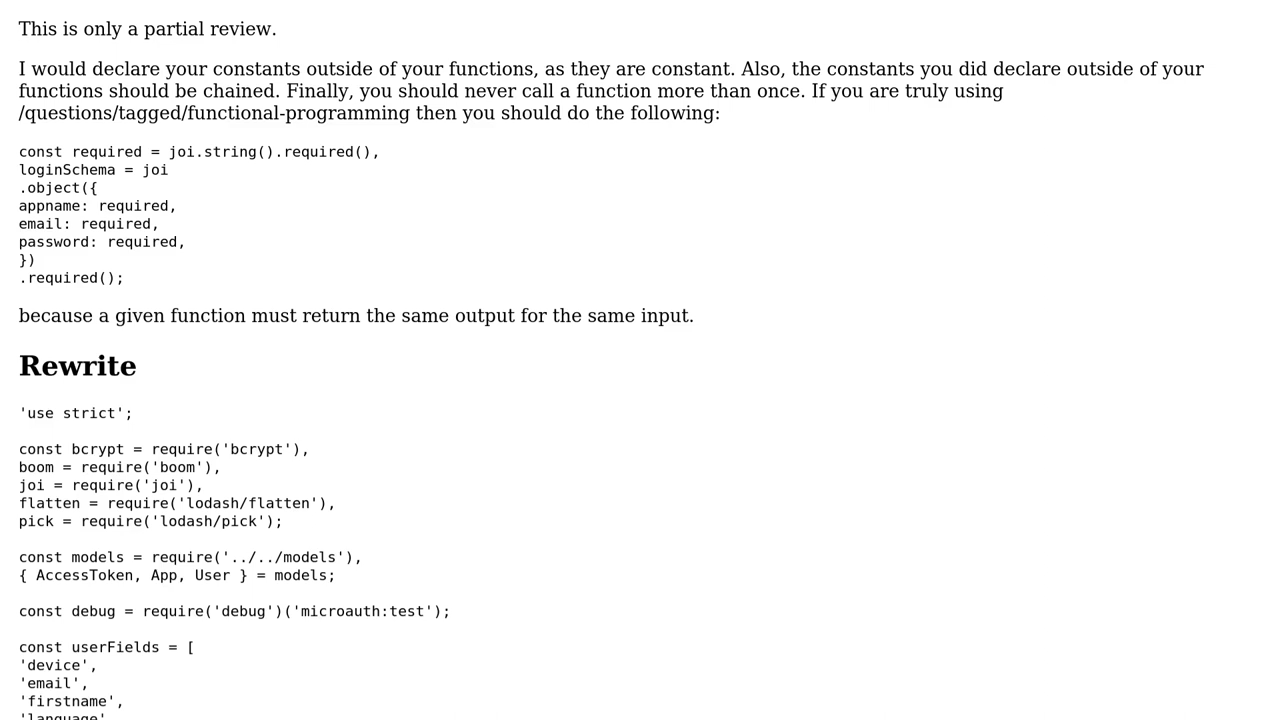 This is only a partial review.
I would declare your constants outside of your functions, as they are constant. Also, the constants you did declare outside of your
functions should be chained. Finally, you should never call a function more than once. If you are truly using
/questions/tagged/functional-programming then you should do the following:
const required = joi.string().required(),
loginSchema = joi
.object({
appname: required,
email: required,
password: required,
})
.required();
because a given function must return the same output for the same input.
Rewrite
'use strict';
const bcrypt = require('bcrypt'),
boom = require('boom'),
joi = require('joi'),
flatten = require('lodash/flatten'),
pick = require('lodash/pick');
const models = require('../../models'),
{ AccessToken, App, User } = models;
const debug = require('debug')('microauth:test');
const userFields = [
'device',
'email',
'firstname',
'language'